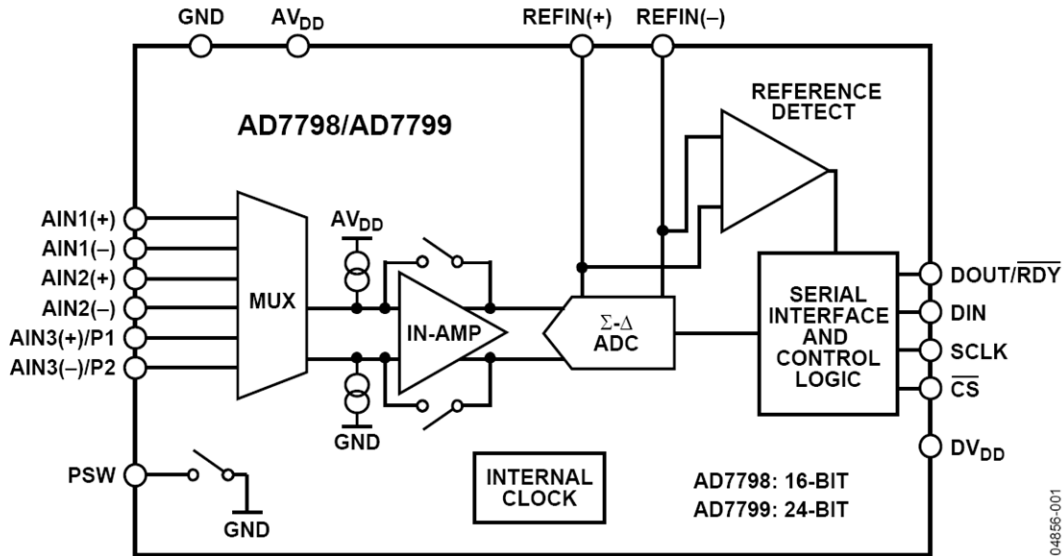 GND
AVDD
REFIN(+)
REFIN(–)
REFERENCE
DETECT
AD7798/AD7799
AIN1(+)
AIN1(–)
AIN2(+)
AIN2(–)
AIN3(+)/P1
AIN3(–)/P2
MUX
AVDD
GND
IN-AMP
Σ-Δ
ADC
SERIAL
INTERFACE
AND
CONTROL
LOGIC
DOUT/R̅D̅Y̅
DIN
SCLK
C̅S̅
DVDD
PSW
GND
INTERNAL
CLOCK
AD7798: 16-BIT
AD7799: 24-BIT
04856-001